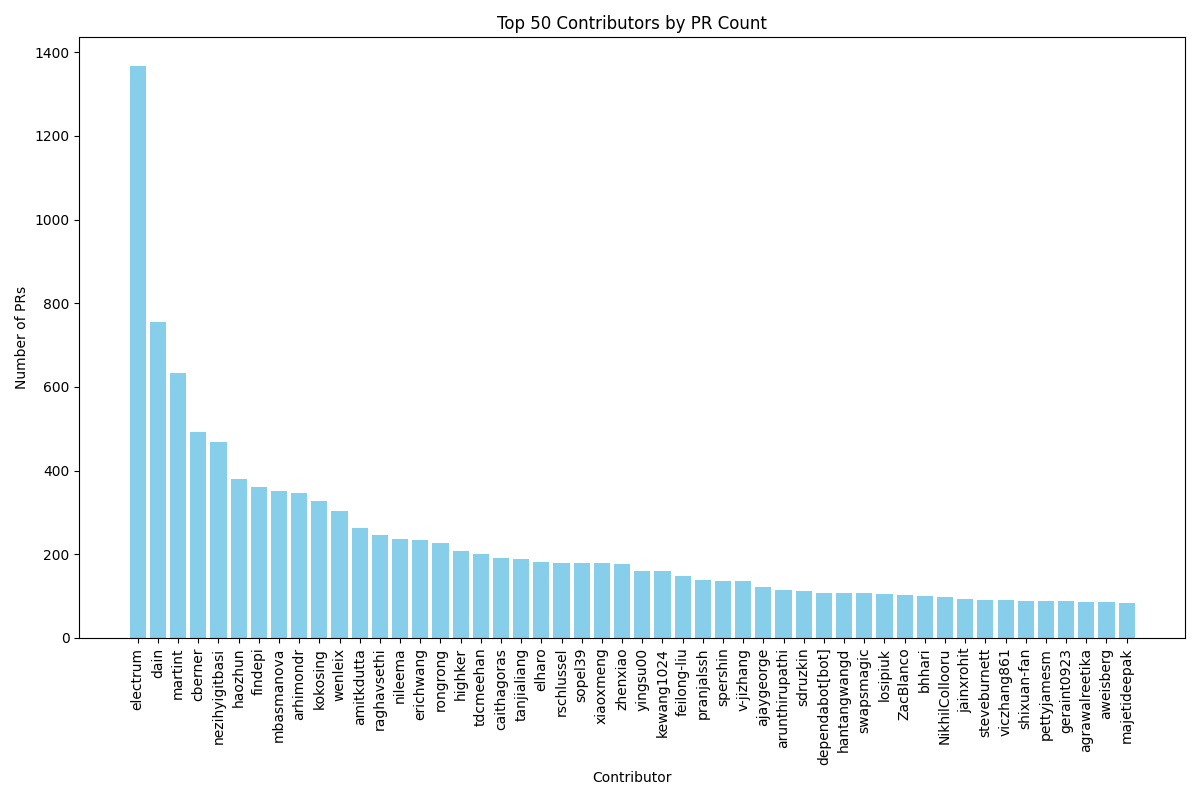 Top 50 Contributors by PR Count
Number of PRs
1400
1200
1000
800
600
400
200
0
electrum
dain
martint
cberner
nezihyigitbasi
haozhun
findepi
mbasmanova
arhimondr
kokosing
wenleix
amitkdutta
raghavsethi
nileema
erichwang
rongrong
highker
tdcmeehan
caithagoras
tanjialiang
elharo
rschlussel
sopel39
xiaoxmeng
zhenxiao
yingsu00
kewang1024
feilong-liu
pranjalssh
spershin
v-jizhang
ajaygeorge
arunthirupathi
sdruzkin
dependabot[bot]
hantangwangd
swapsmagic
losipiuk
ZacBlanco
bhhari
NikhilCollooru
jainxrohit
steveburnett
viczhang861
shixuan-fan
pettyjamesm
geraint0923
agrawalreetika
aweisberg
majetideepak
Contributor